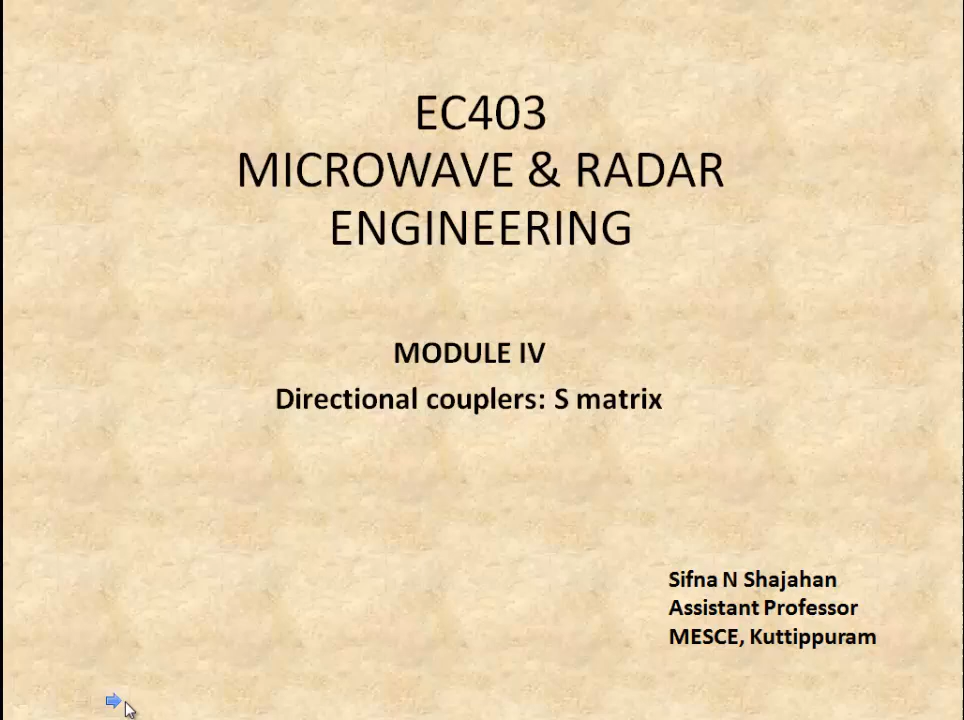 EC403
MICROWAVE & RADAR
ENGINEERING
MODULE IV
Directional couplers: S matrix
Sifna N Shajahan
Assistant Professor
MESCE, Kuttippuram